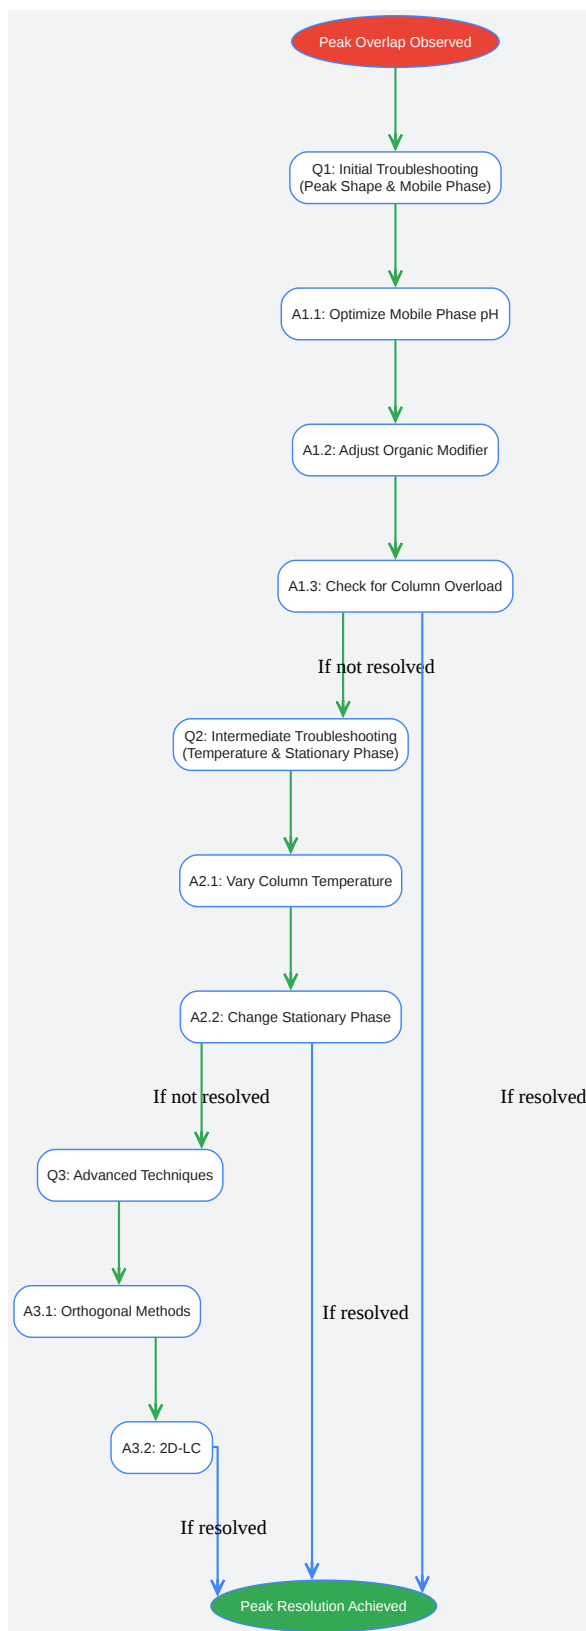 Peak Overlap Observed
Q1: Initial Troubleshooting
(Peak Shape & Mobile Phase)
A1.1: Optimize Mobile Phase pH
A1.2: Adjust Organic Modifier
A1.3: Check for Column Overload
If not resolved
Q2: Intermediate Troubleshooting
(Temperature & Stationary Phase)
A2.1: Vary Column Temperature
A2.2: Change Stationary Phase
If not resolved
If resolved
Q3: Advanced Techniques
A3.1: Orthogonal Methods
If resolved
A3.2: 2D-LC
If resolved
Peak Resolution Achieved